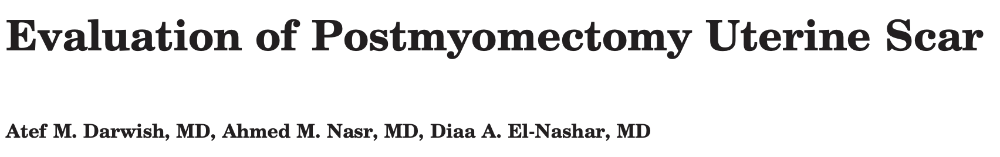 Evaluation of Postmyomectomy Uterine Scar
Atef M. Darwish, MD, Ahmed M. Nasr, MD, Diaa A. El-Nashar, MD